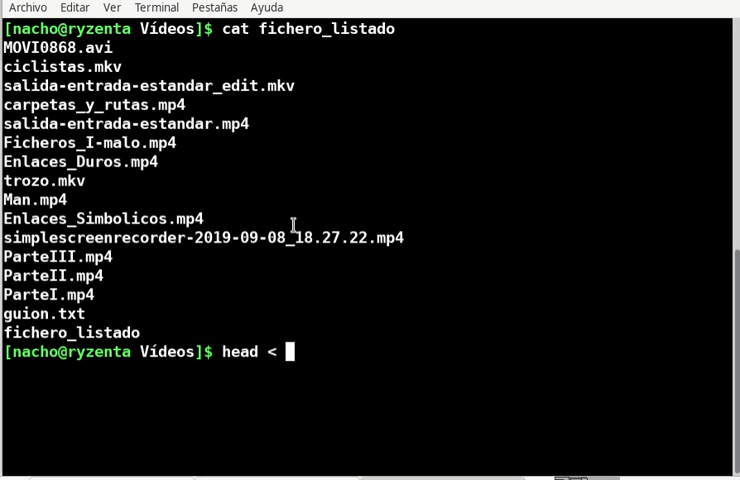 Archivo Editar Ver Terminal Pestañas Ayuda
[nacho@ryzenta Vídeos]$ cat fichero_listado
MOVI0868.avi
ciclistas.mkv
salida-entrada-estandar_edit.mkv
carpetas_y_rutas.mp4
salida-entrada-estandar.mp4
Ficheros_I-malo.mp4
Enlaces_Duros.mp4
trozo.mkv
Man.mp4
Enlaces_Simbolicos.mp4
simplescreenrecorder-2019-09-08_18.27.22.mp4
ParteIII.mp4
ParteII.mp4
ParteI.mp4
guion.txt
fichero_listado
[nacho@ryzenta Vídeos]$ head <